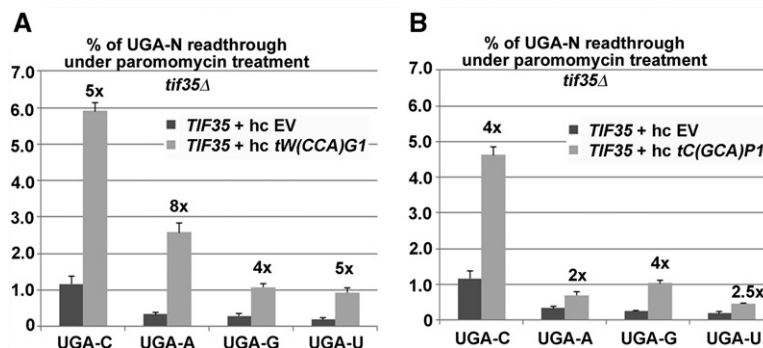 A
% of UGA-N readthrough
under paromomycin treatment
tif35Δ
7.0
6.0
5.0
4.0
3.0
2.0
1.0
0
TIF35 + hc EV
TIF35 + hc tW(CCA)G1
5x
8x
4x
5x
UGA-C UGA-A UGA-G UGA-U
B
% of UGA-N readthrough
under paromomycin treatment
tif35Δ
7.0
6.0
5.0
4.0
3.0
2.0
1.0
0
TIF35 + hc EV
TIF35 + hc tC(GCA)P1
4x
2x
4x
2.5x
UGA-C UGA-A UGA-G UGA-U